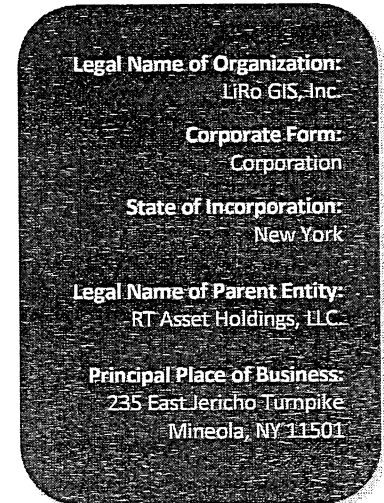 Legal Name of Organization:
LiRo GIS, Inc.
Corporate Form:
Corporation
State of Incorporation:
New York
Legal Name of Parent Entity:
RT Asset Holdings, LLC.
Principal Place of Business:
235 East Jericho Turnpike
Mineola, NY 11501